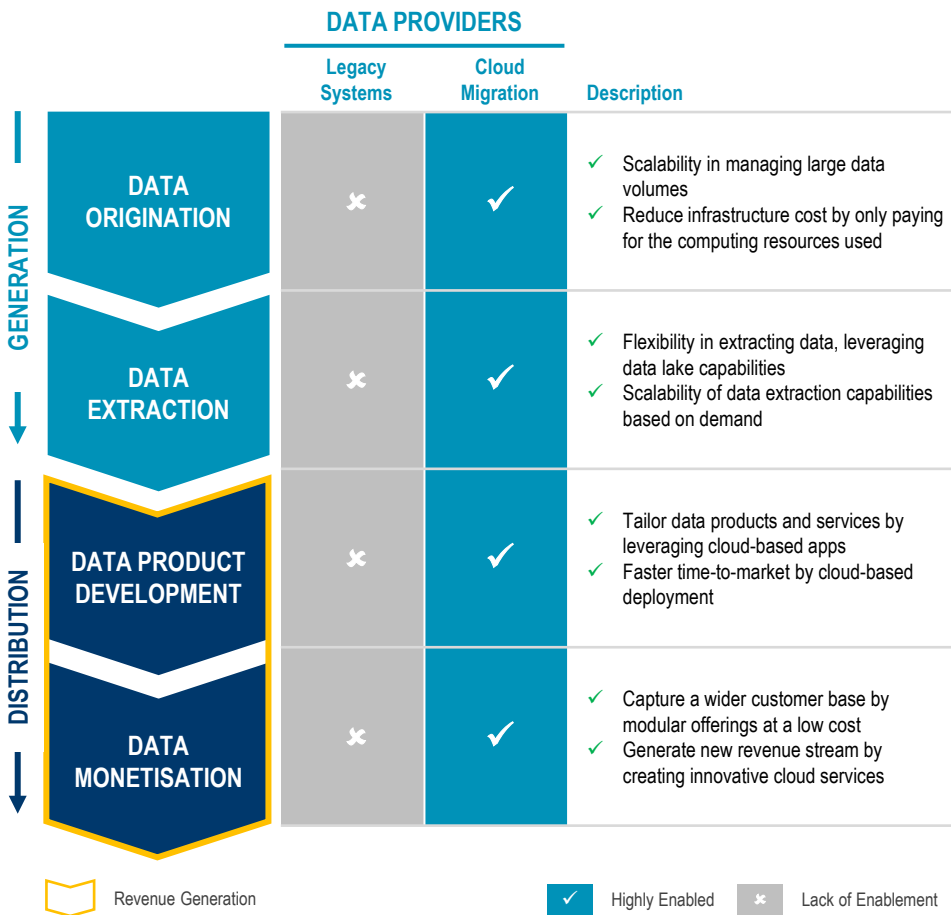 DATA PROVIDERS
Legacy
Systems
Cloud
Migration
Description
GENERATION
DATA
ORIGINATION
Scalability in managing large data
volumes
Reduce infrastructure cost by only paying
for the computing resources used
DATA
EXTRACTION
Flexibility in extracting data, leveraging
data lake capabilities
Scalability of data extraction capabilities
based on demand
DISTRIBUTION
DATA PRODUCT
DEVELOPMENT
Tailor data products and services by
leveraging cloud-based apps
Faster time-to-market by cloud-based
deployment
DATA
MONETISATION
Capture a wider customer base by
modular offerings at a low cost
Generate new revenue stream by
creating innovative cloud services
Revenue Generation
Highly Enabled
Lack of Enablement